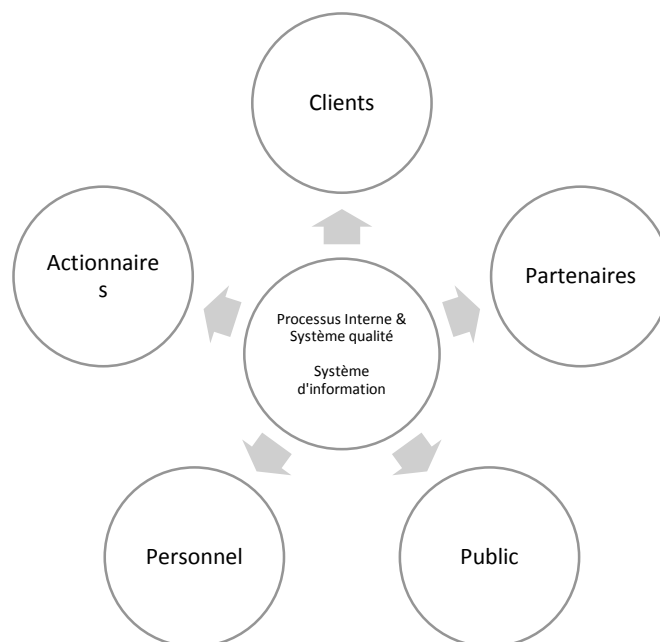 Clients
Actionnaire
s
Partenaires
Processus Interne &
Système qualité
Système
d'information
Personnel
Public